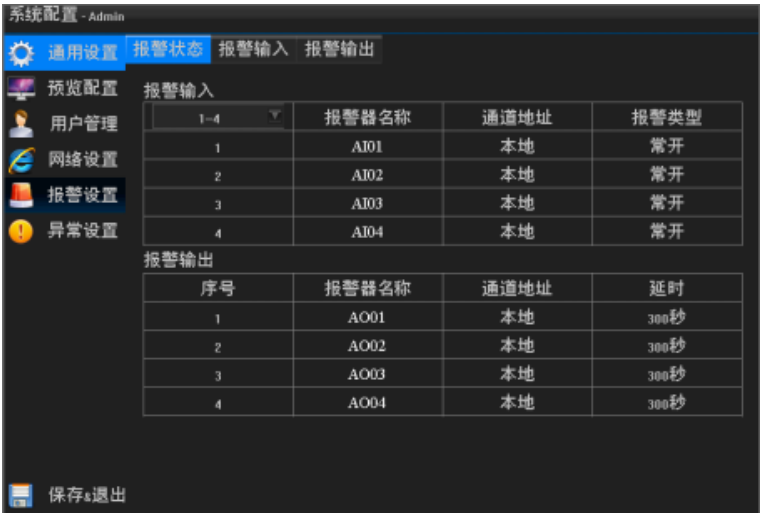 系统配置 - Admin
通用设置 报警状态 报警输入 报警输出
预览配置
用户管理
网络设置
报警设置
异常设置
报警输入
1-4 报警器名称 通道地址 报警类型
1 AI01 本地 常开
2 AI02 本地 常开
3 AI03 本地 常开
4 AI04 本地 常开
报警输出
序号 报警器名称 通道地址 延时
1 AO01 本地 300秒
2 AO02 本地 300秒
3 AO03 本地 300秒
4 AO04 本地 300秒
保存&退出